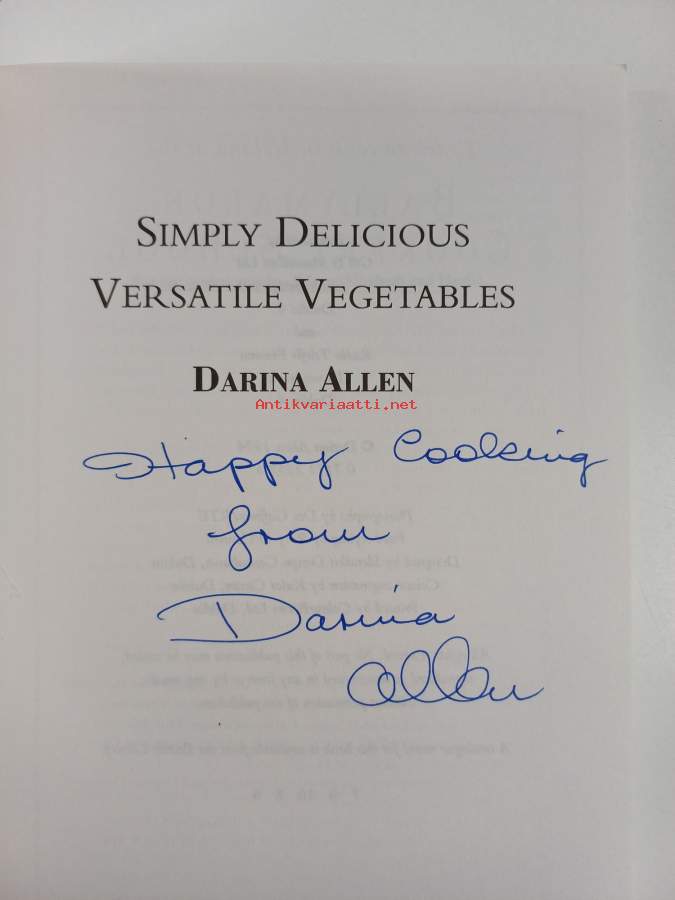 SIMPLY DELICIOUS
VERSATILE VEGETABLES
DARINA ALLEN
Antikvariaatti.net
Happy Cooking
from
Darina
Allen